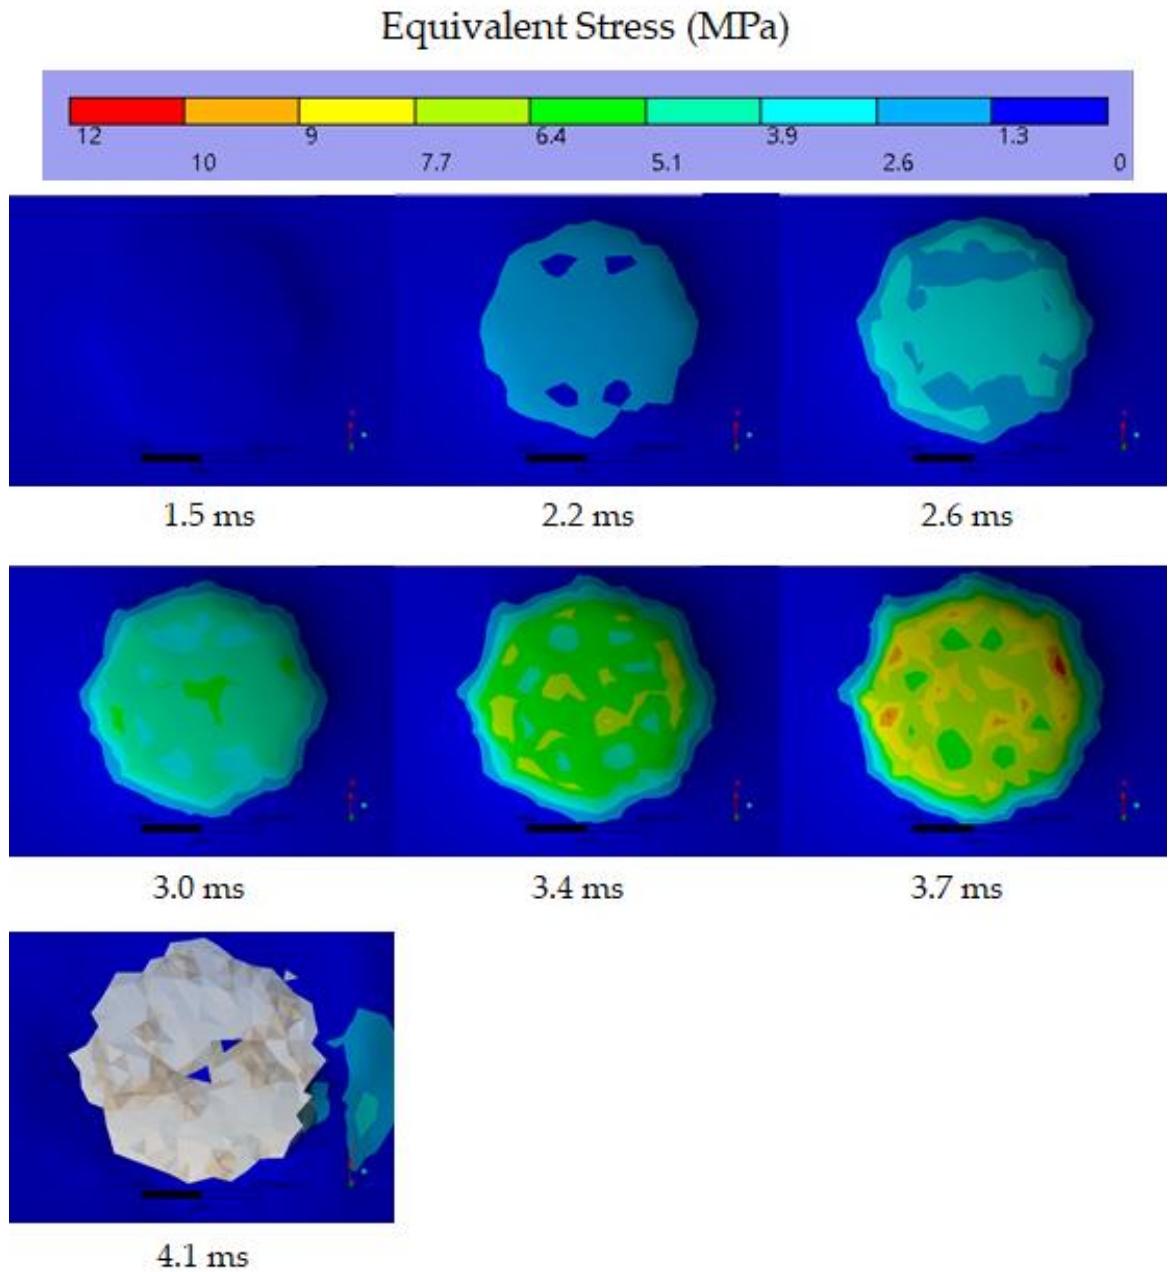 Equivalent Stress (MPa)
12 9 6.4 3.9 1.3
10 7.7 5.1 2.6 0
1.5 ms 2.2 ms 2.6 ms
3.0 ms 3.4 ms 3.7 ms
4.1 ms